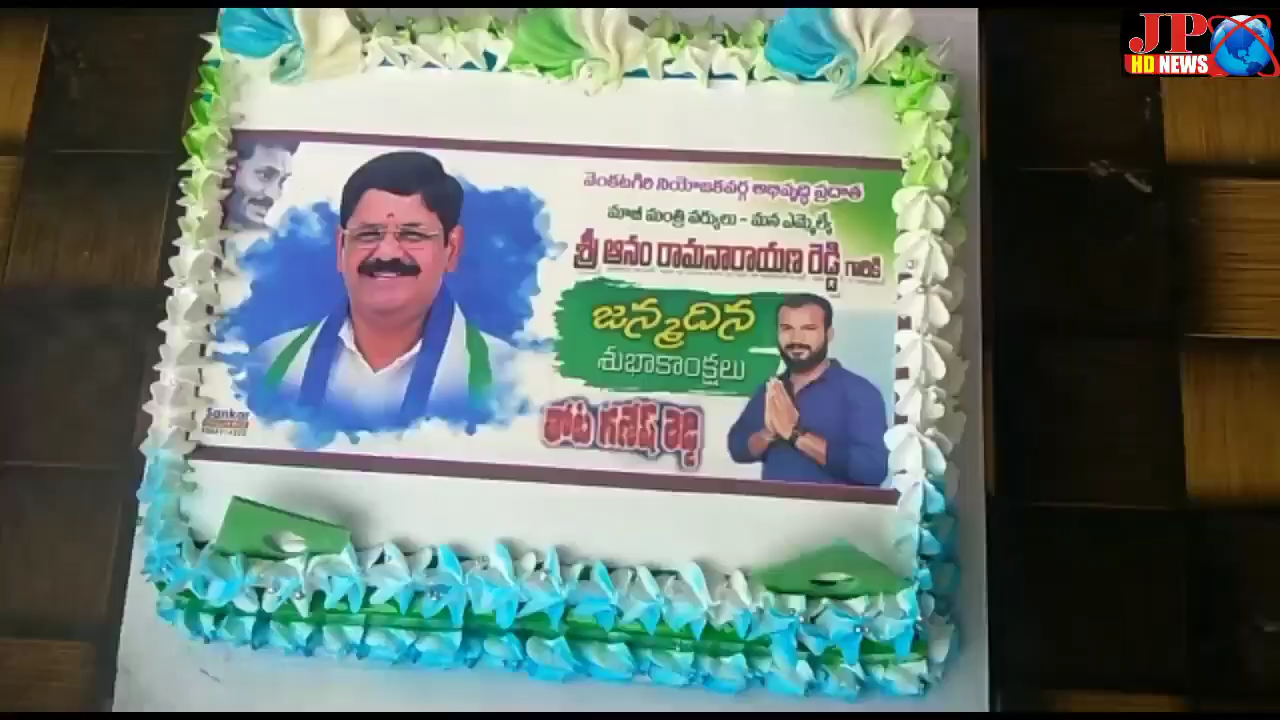 JP
HD NEWS
వెంకటగిరి నియోజకవర్గ అభివృద్ధి ప్రదాత
మాజీ మంత్రి వర్యులు - మన ఎమ్మెల్యే
శ్రీ ఆనం రామనారాయణ రెడ్డి గారికి
జన్మదిన
శుభాకాంక్షలు
తోట గణేష్ రెడ్డి
Sankar